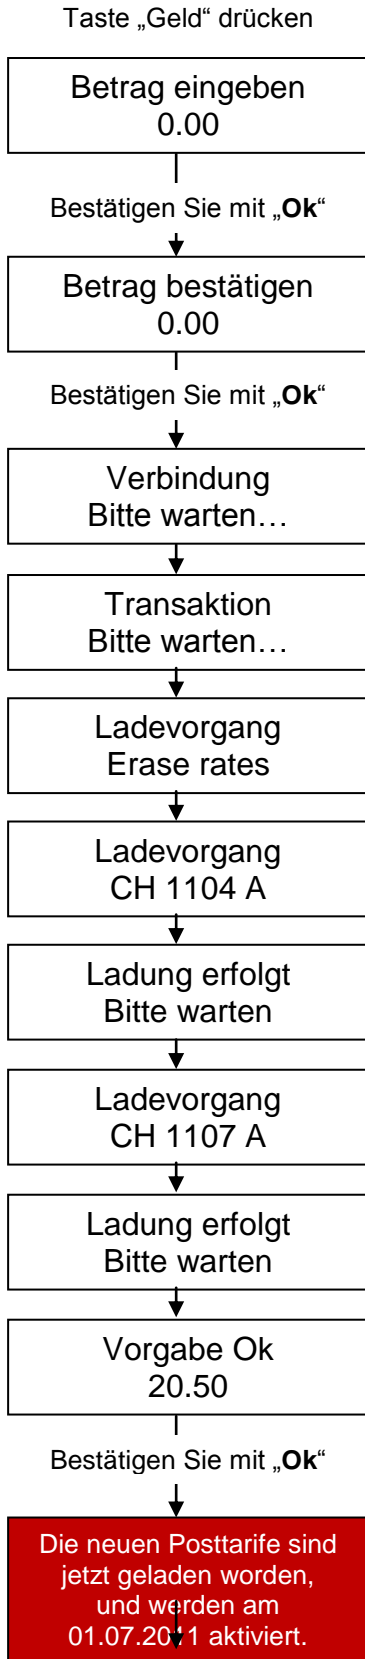 Taste „Geld“ drücken
Betrag eingeben
0.00
Bestätigen Sie mit „Ok“
Betrag bestätigen
0.00
Bestätigen Sie mit „Ok“
Verbindung
Bitte warten…
Transaktion
Bitte warten…
Ladevorgang
Erase rates
Ladevorgang
CH 1104 A
Ladung erfolgt
Bitte warten
Ladevorgang
CH 1107 A
Ladung erfolgt
Bitte warten
Vorgabe Ok
20.50
Bestätigen Sie mit „Ok“
Die neuen Posttarife sind
jetzt geladen worden,
und werden am
01.07.2011 aktiviert.